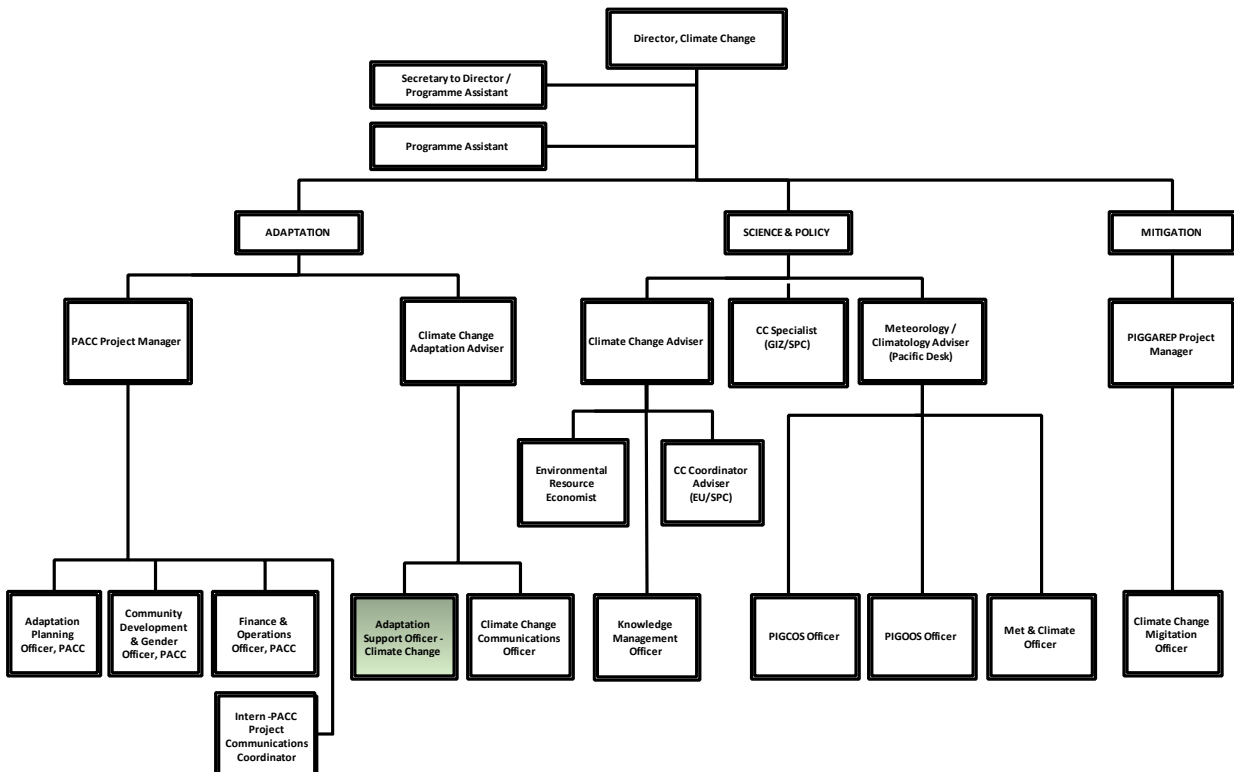 Director, Climate Change
Secretary to Director /
Programme Assistant
Programme Assistant
ADAPTATION
SCIENCE & POLICY
MITIGATION
PACC Project Manager
Climate Change
Adaptation Adviser
Climate Change Adviser
CC Specialist
(GIZ/SPC)
Meteorology /
Climatology Adviser
(Pacific Desk)
PIGGAREP Project
Manager
Environmental
Resource
Economist
CC Coordinator
Adviser
(EU/SPC)
Adaptation
Planning
Officer, PACC
Community
Development
& Gender
Officer, PACC
Finance &
Operations
Officer, PACC
Adaptation
Support Officer -
Climate Change
Climate Change
Communications
Officer
Knowledge
Management
Officer
PIGCOS Officer
PIGOOS Officer
Met & Climate
Officer
Climate Change
Migitation
Officer
Intern -PACC
Project
Communications
Coordinator